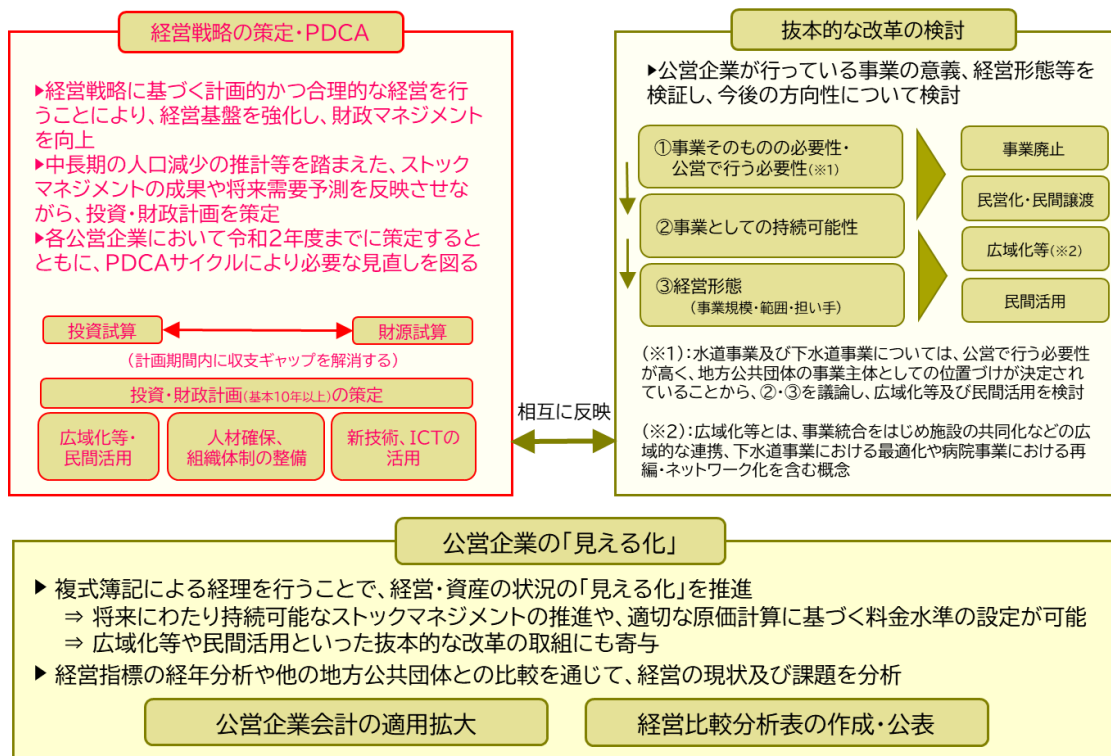 経営戦略の策定・PDCA
▶経営戦略に基づく計画的かつ合理的な経営を行
うことにより、経営基盤を強化し、財政マネジメント
を向上
▶中長期の人口減少の推計等を踏まえた、ストック
マネジメントの成果や将来需要予測を反映させな
がら、投資・財政計画を策定
▶各公営企業において令和2年度までに策定すると
ともに、PDCAサイクルにより必要な見直しを図る
投資試算
財源試算
(計画期間内に収支ギャップを解消する)
投資・財政計画(基本10年以上)の策定
広域化等・
民間活用
人材確保、
組織体制の整備
新技術、ICTの
活用
相互に反映
抜本的な改革の検討
▶公営企業が行っている事業の意義、経営形態等を
検証し、今後の方向性について検討
①事業そのものの必要性・
公営で行う必要性(※1)
②事業としての持続可能性
③経営形態
(事業規模・範囲・担い手)
事業廃止
民営化・民間譲渡
広域化等(※2)
民間活用
(※1):水道事業及び下水道事業については、公営で行う必要性
が高く、地方公共団体の事業主体としての位置づけが決定さ
れていることから、②・③を議論し、広域化等及び民間活用を検討
(※2):広域化等とは、事業統合をはじめ施設の共同化などの広
域的な連携、下水道事業における最適化や病院事業における再
編・ネットワーク化を含む概念
公営企業の「見える化」
▶ 複式簿記による経理を行うことで、経営・資産の状況の「見える化」を推進
⇒ 将来にわたり持続可能なストックマネジメントの推進や、適切な原価計算に基づく料金水準の設定が可能
⇒ 広域化等や民間活用といった抜本的な改革の取組にも寄与
▶ 経営指標の経年分析や他の地方公共団体との比較を通じて、経営の現状及び課題を分析
公営企業会計の適用拡大
経営比較分析表の作成・公表